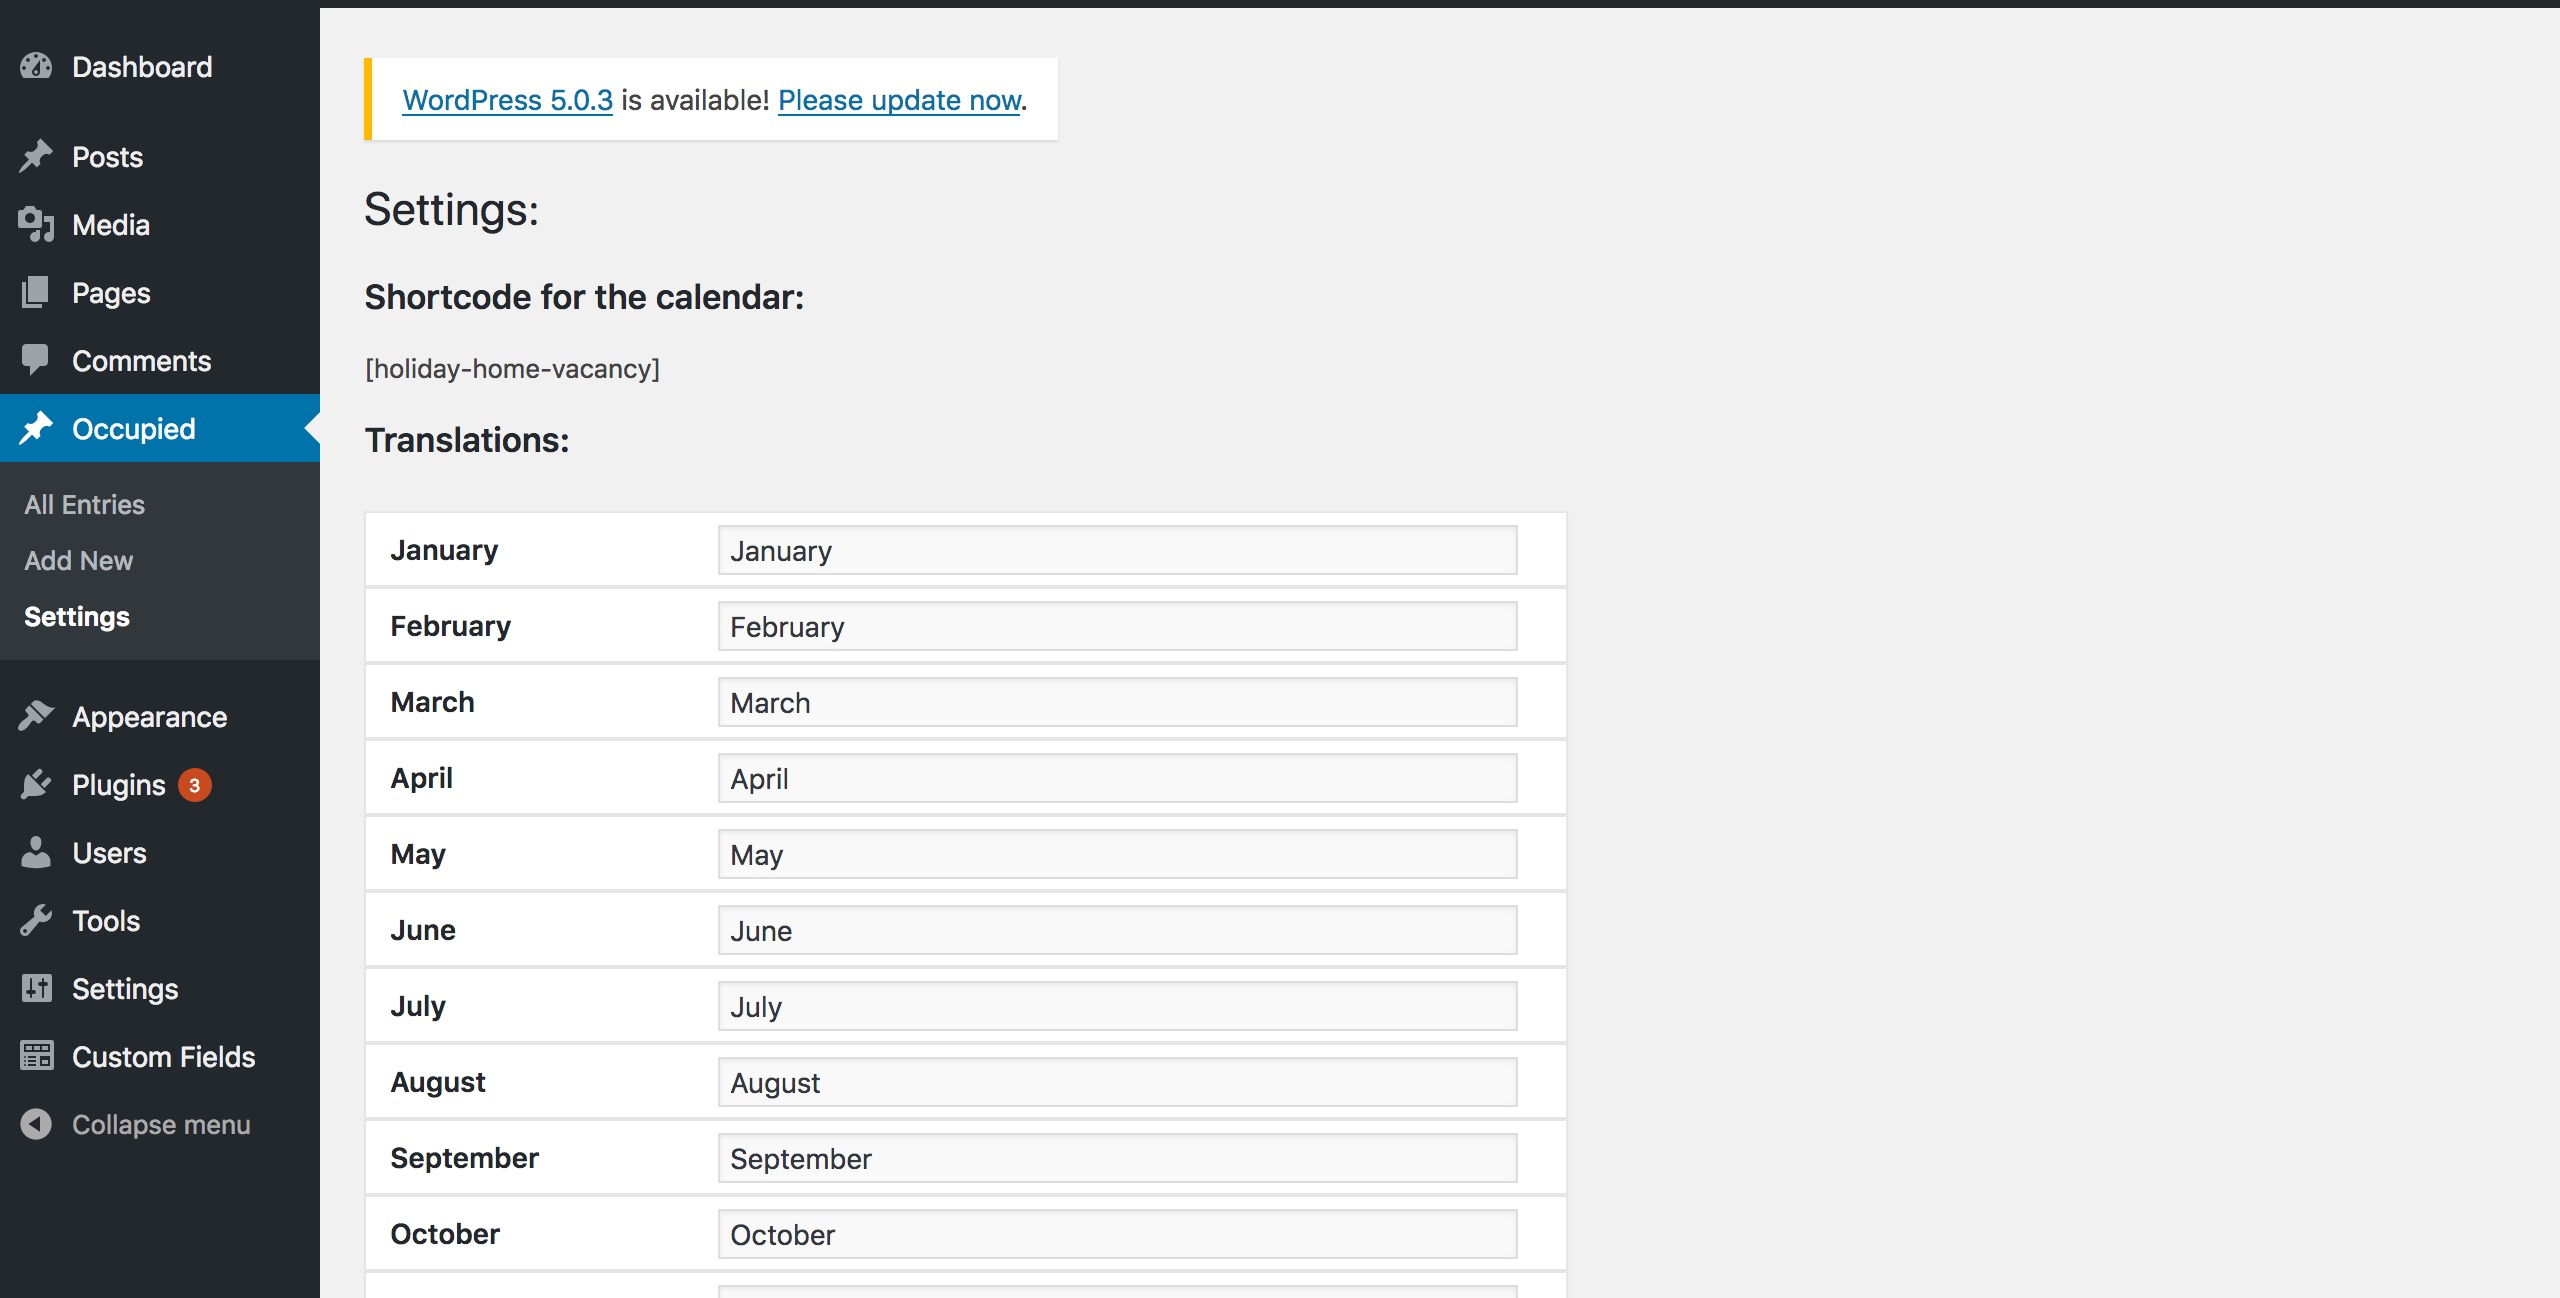 Dashboard
Posts
Media
Pages
Comments
Occupied
All Entries
Add New
Settings
Appearance
Plugins 3
Users
Tools
Settings
Custom Fields
Collapse menu
WordPress 5.0.3 is available! Please update now.
Settings:
Shortcode for the calendar:
[holiday-home-vacancy]
Translations:
January January
February February
March March
April April
May May
June June
July July
August August
September September
October October